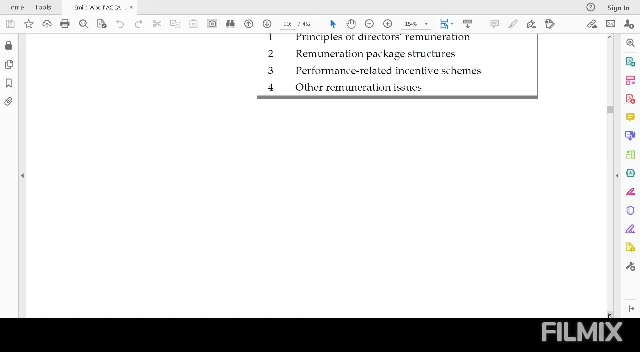 Tools
Sign In
1 Principles of directors' remuneration
2 Remuneration package structures
3 Performance-related incentive schemes
4 Other remuneration issues
FILMIX